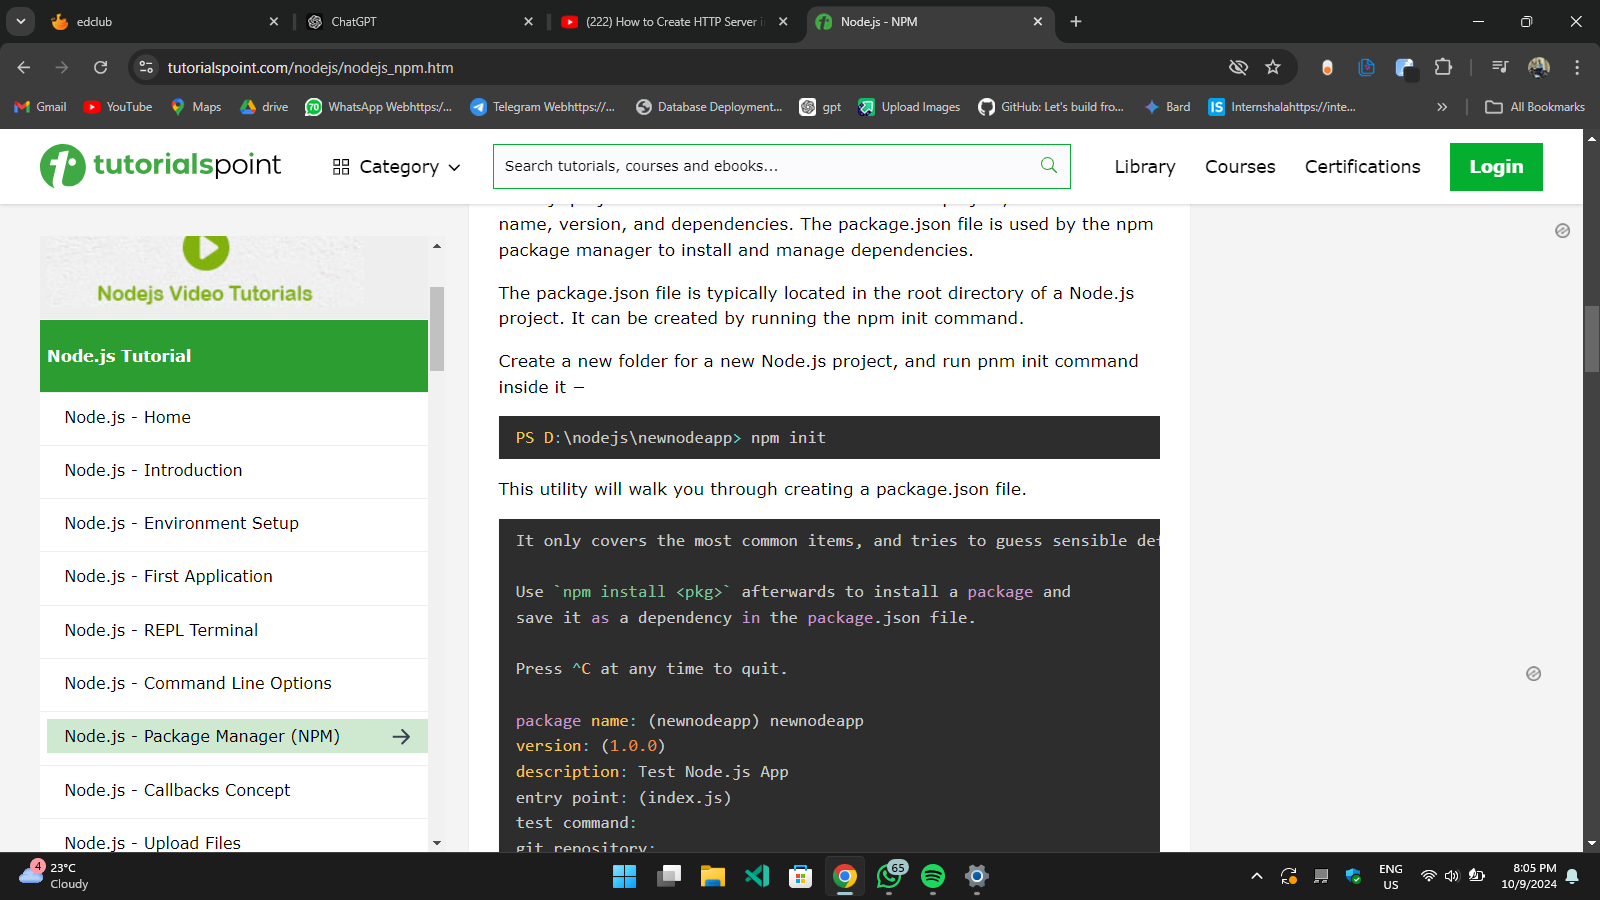 edclub
ChatGPT
(222) How to Create HTTP Server i
Node.js - NPM
tutorialspoint.com/nodejs/nodejs_npm.htm
Gmail
YouTube
Maps
drive
70
WhatsApp Webhttps:/...
Telegram Webhttps://...
Database Deployment...
gpt
Upload Images
GitHub: Let's build fro...
Bard
IS
Internshalahttps://inte...
All Bookmarks
tutorialspoint
Category
Search tutorials, courses and ebooks...
Library
Courses
Certifications
Login
Nodejs Video Tutorials
Node.js Tutorial
Node.js - Home
Node.js - Introduction
Node.js - Environment Setup
Node.js - First Application
Node.js - REPL Terminal
Node.js - Command Line Options
Node.js - Package Manager (NPM)
Node.js - Callbacks Concept
Node.js - Upload Files
name, version, and dependencies. The package.json file is used by the npm
package manager to install and manage dependencies.
The package.json file is typically located in the root directory of a Node.js
project. It can be created by running the npm init command.
Create a new folder for a new Node.js project, and run pnm init command
inside it −
PS D:\nodejs\newnodeapp> npm init
This utility will walk you through creating a package.json file.
It only covers the most common items, and tries to guess sensible def
Use `npm install <pkg>` afterwards to install a package and
save it as a dependency in the package.json file.
Press ^C at any time to quit.
package name: (newnodeapp) newnodeapp
version: (1.0.0)
description: Test Node.js App
entry point: (index.js)
test command:
git repository:
4
23°C
Cloudy
65
ENG
US
8:05 PM
10/9/2024